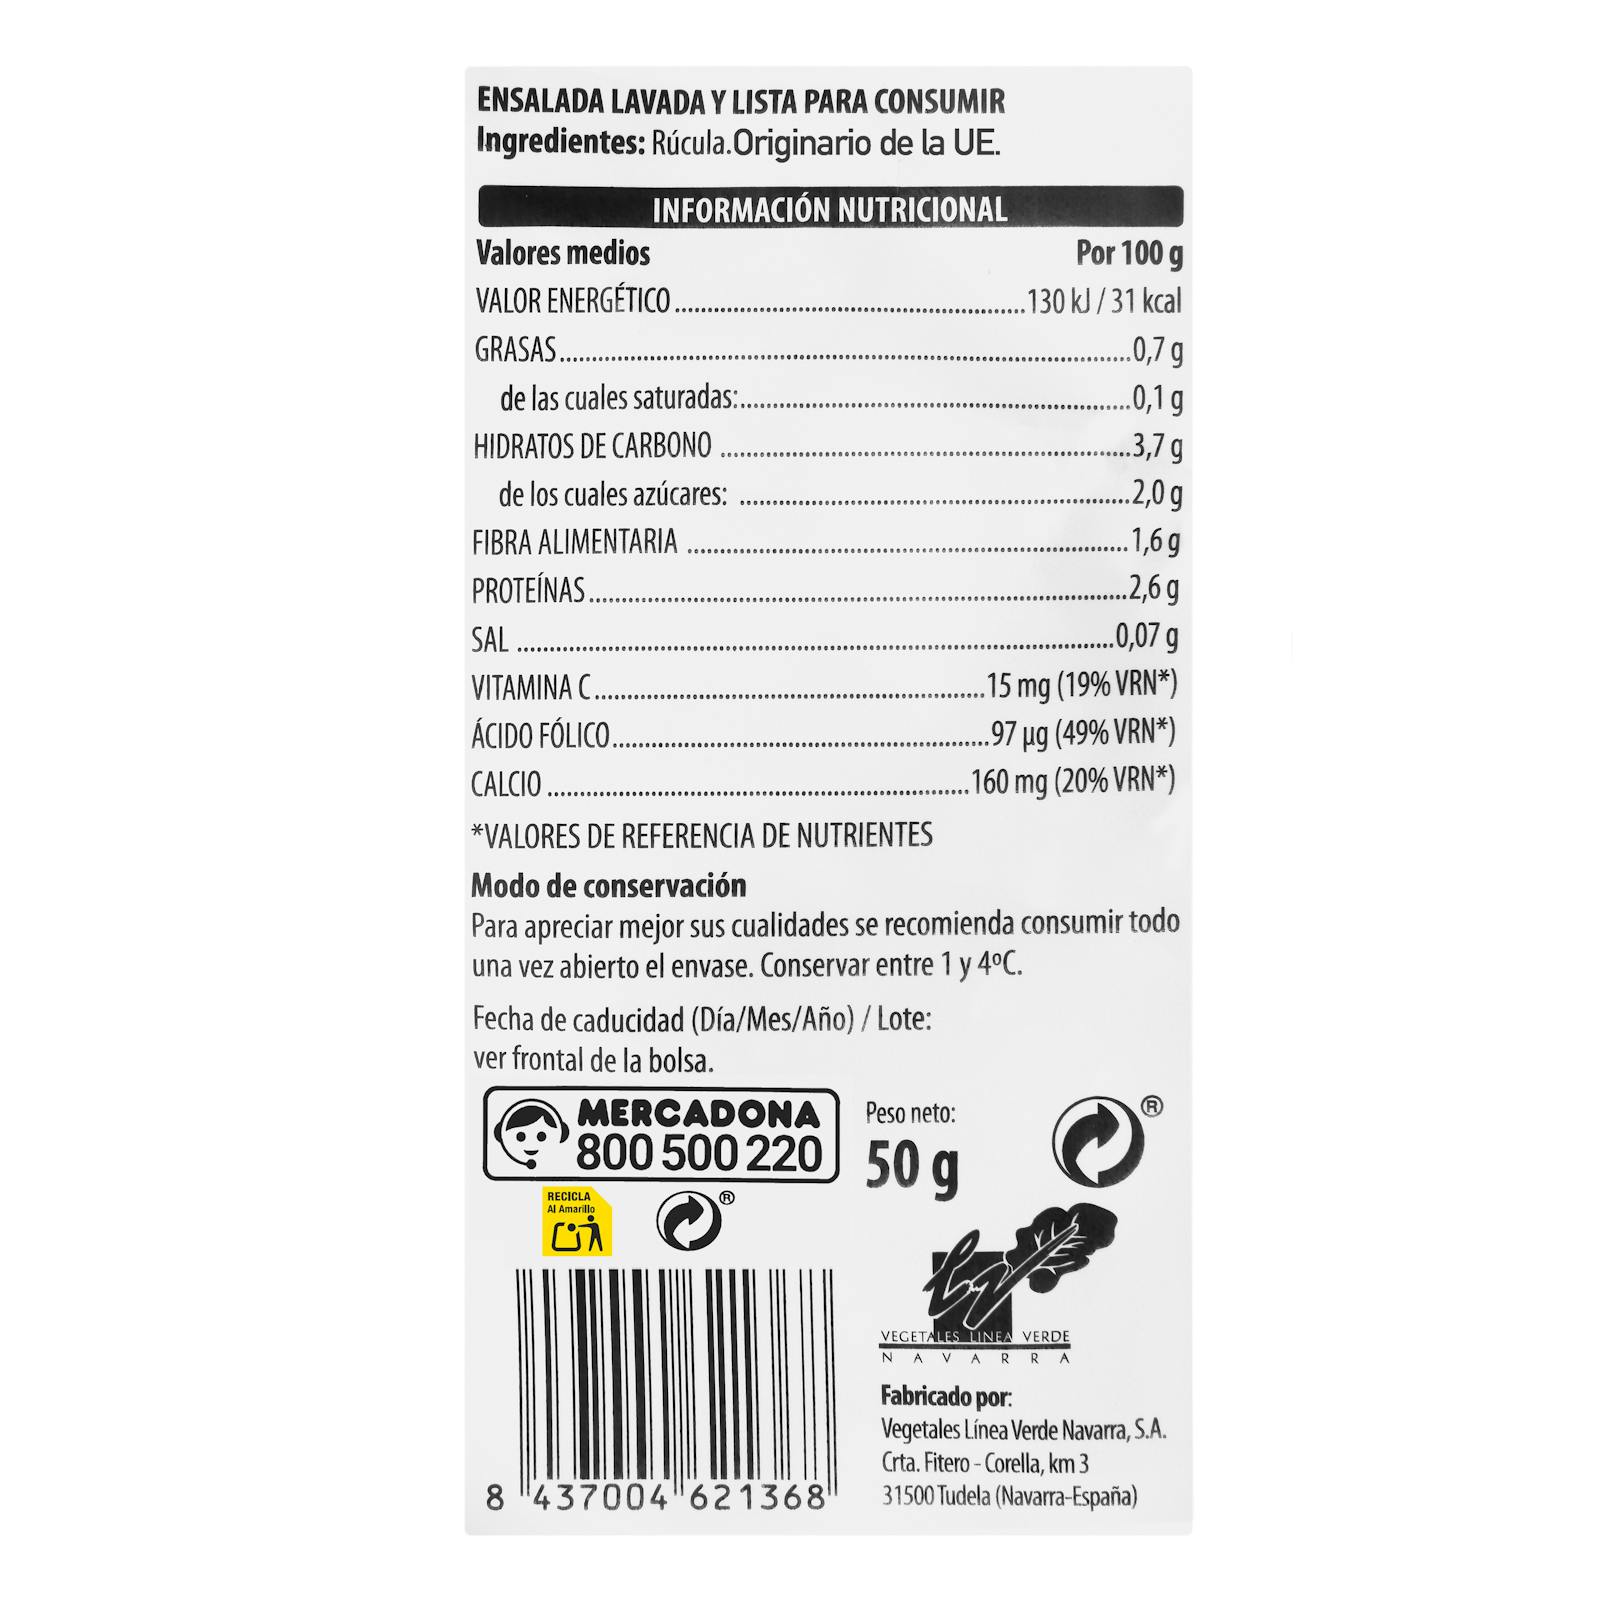 ENSALADA LAVADA Y LISTA PARA CONSUMIR
Ingredientes: Rúcula.Originario de la UE.
INFORMACIÓN NUTRICIONAL
Valores medios Por 100 g
VALOR ENERGÉTICO 130 kJ / 31 kcal
GRASAS 0,7 g
de las cuales saturadas: 0,1 g
HIDRATOS DE CARBONO 3,7 g
de los cuales azúcares: 2,0 g
FIBRA ALIMENTARIA 1,6 g
PROTEÍNAS 2,6 g
SAL 0,07 g
VITAMINA C 15 mg (19% VRN*)
ÁCIDO FÓLICO 97 µg (49% VRN*)
CALCIO 160 mg (20% VRN*)
*VALORES DE REFERENCIA DE NUTRIENTES
Modo de conservación
Para apreciar mejor sus cualidades se recomienda consumir todo
una vez abierto el envase. Conservar entre 1 y 4ºC.
Fecha de caducidad (Día/Mes/Año) / Lote:
ver frontal de la bolsa.
MERCADONA
800 500 220
Peso neto:
50 g
®
RECICLA
Al Amarillo
®
LV
VEGETALES LINEA VERDE
NAVARRA
Fabricado por:
Vegetales Línea Verde Navarra, S.A.
Crta. Fitero - Corella, km 3
31500 Tudela (Navarra-España)
8 437004 621368